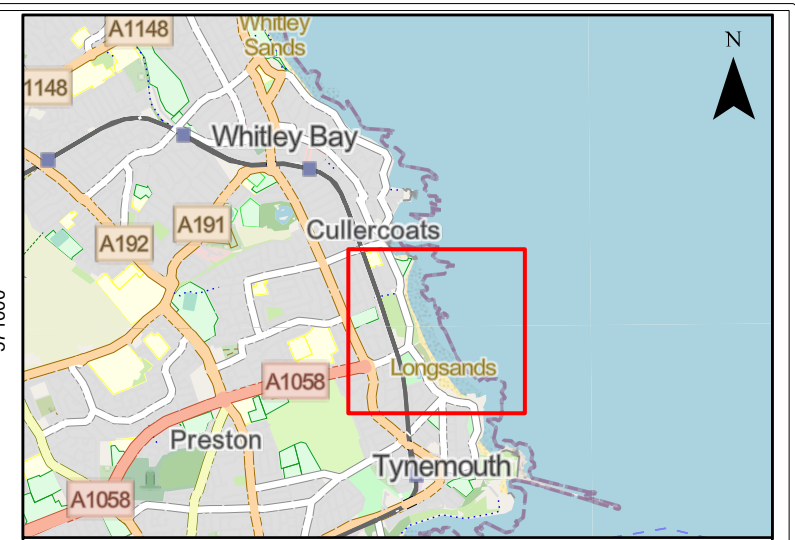 A1148
Whitley
Sands
N
1148
Whitley Bay
A191
Cullercoats
A192
Longsands
A1058
Preston
Tynemouth
A1058